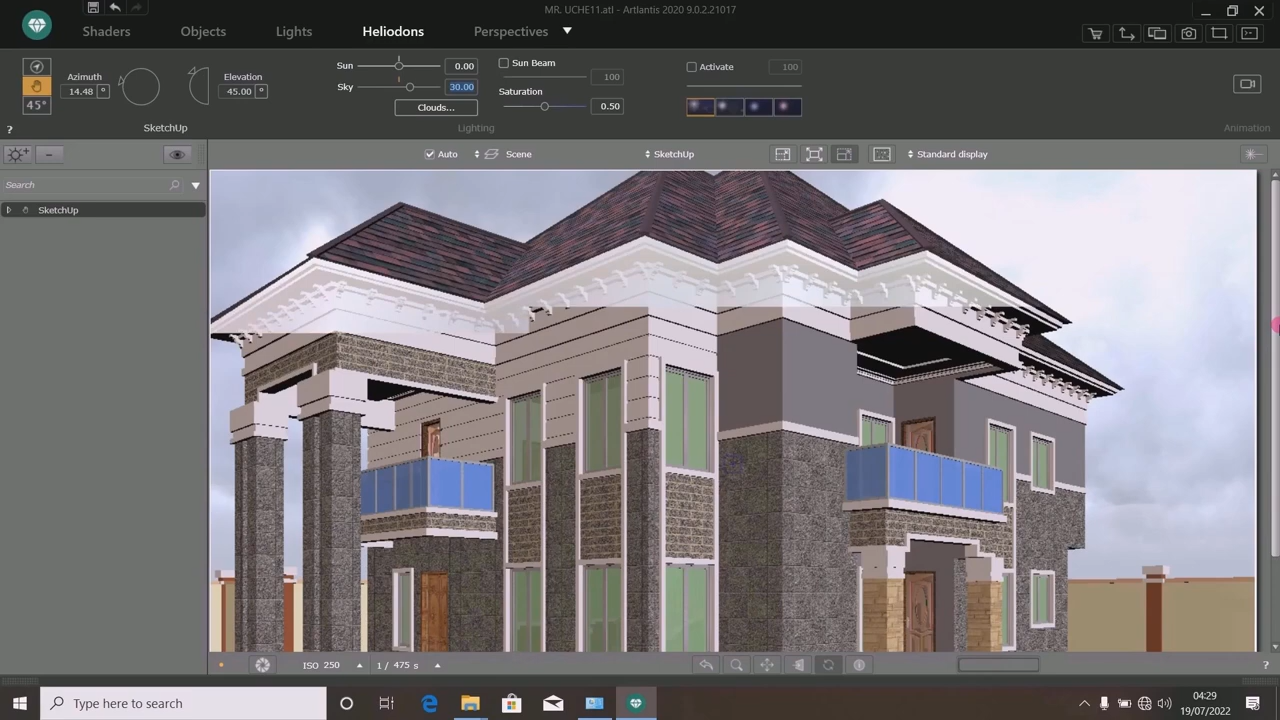 MR. UCHE11.atl - Artlantis 2020 9.0.2.21017
Shaders Objects Lights Heliodons Perspectives
Azimuth
14.48 °
45°
Elevation
45.00 °
SketchUp
Sun 0.00
Sky 30.00
Clouds...
Sun Beam
100
Saturation
0.50
Lighting
Activate 100
Animation
?
Auto Scene SketchUp Standard display
Search
SketchUp
ISO 250 1 / 475 s
?
Type here to search
04:29
19/07/2022